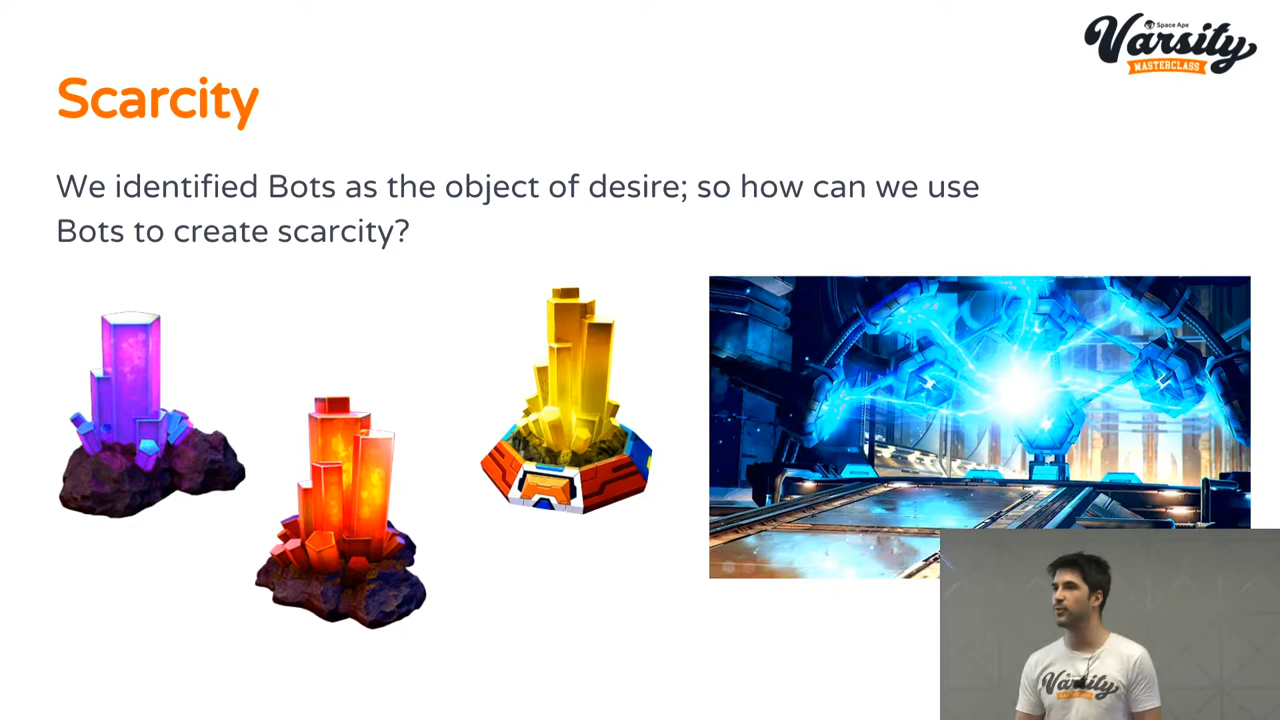 Space Ape
Varsity
MASTERCLASS
Scarcity
We identified Bots as the object of desire; so how can we use
Bots to create scarcity?
Varsity